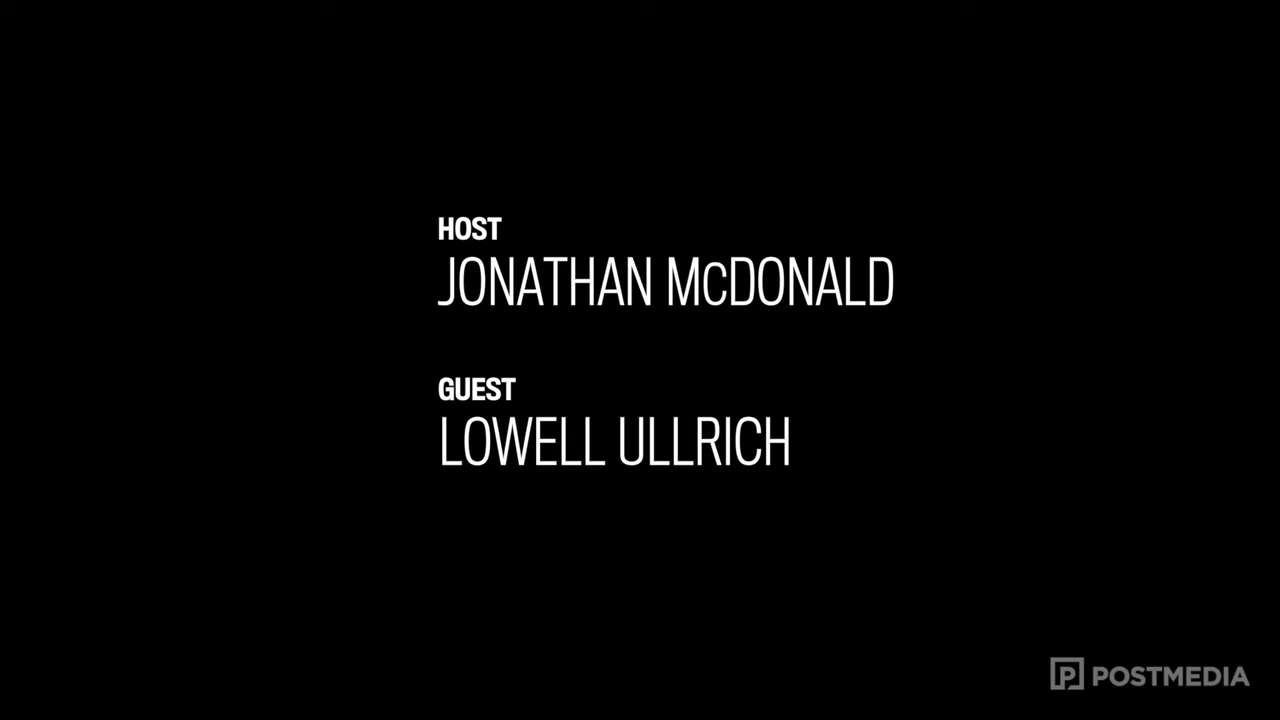 HOST
JONATHAN McDONALD
GUEST
LOWELL ULLRICH
POSTMEDIA